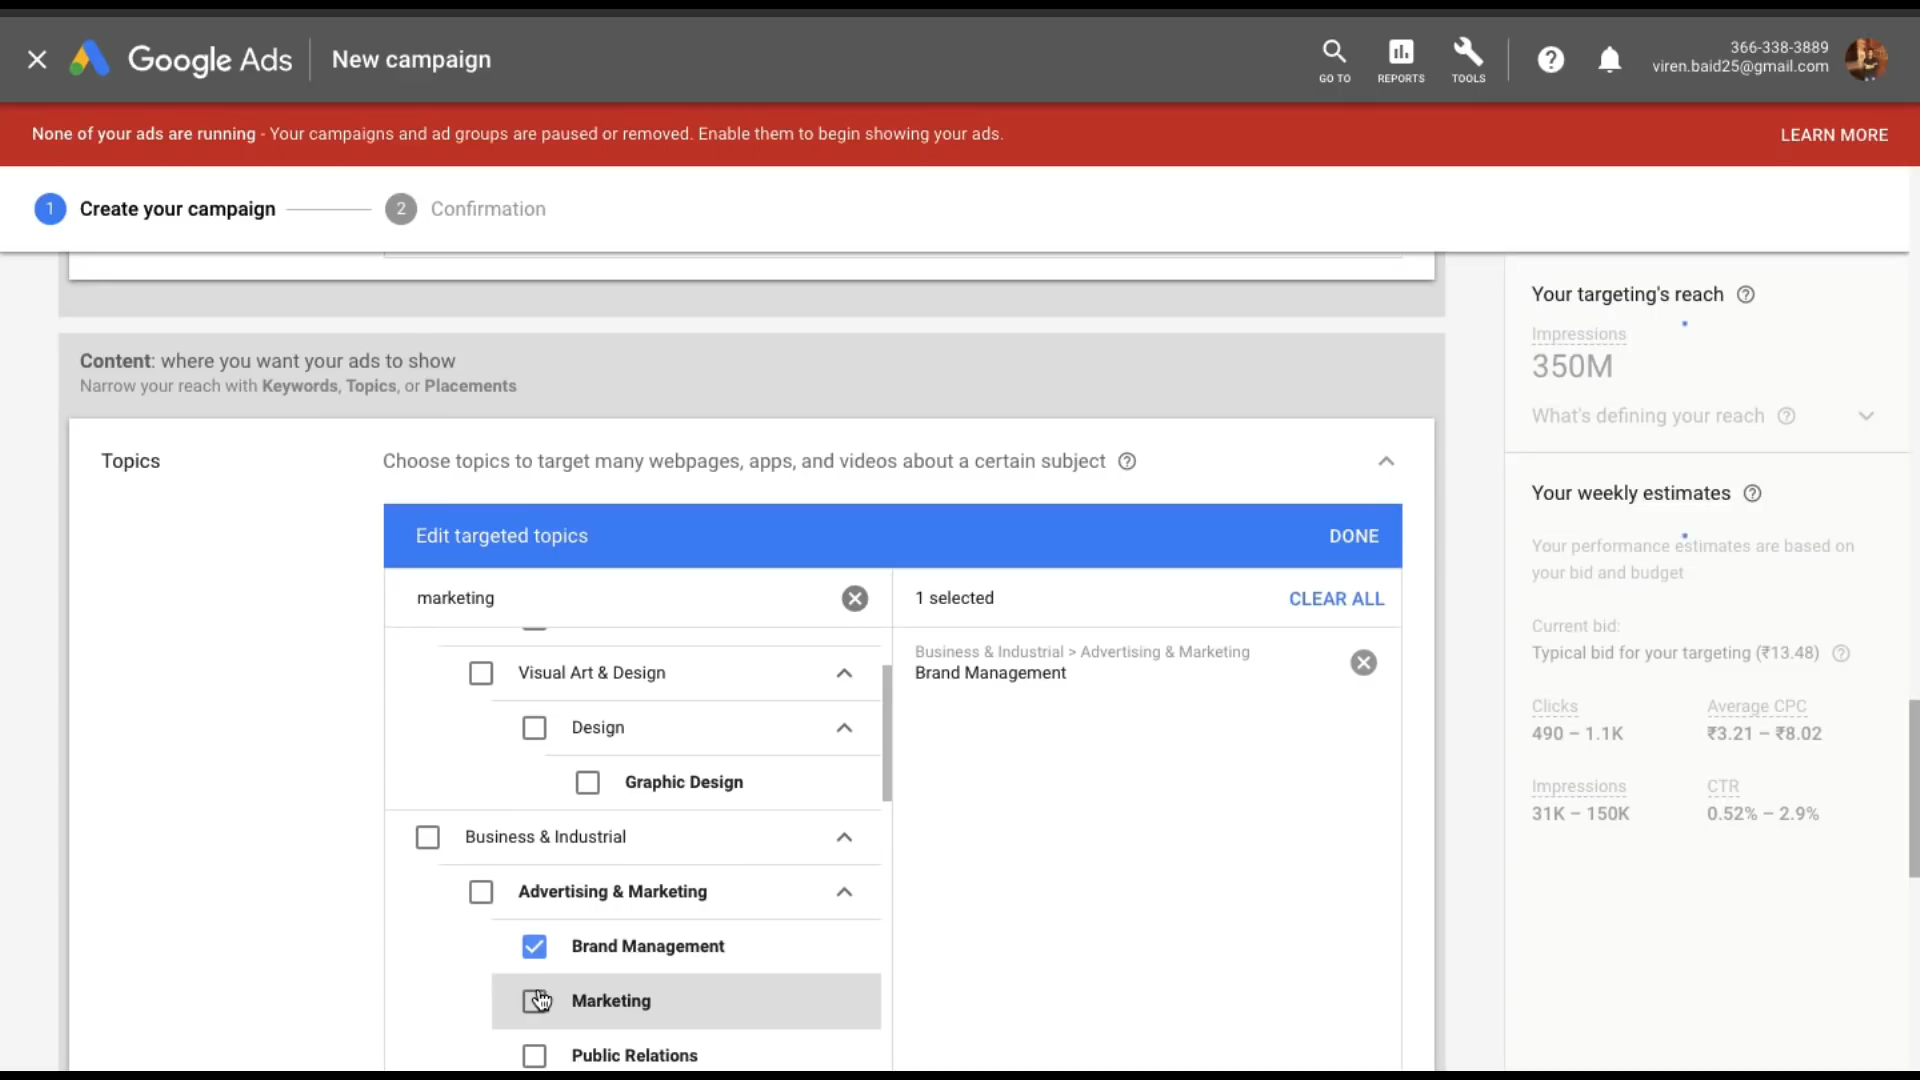 Google Ads
New campaign
GO TO
REPORTS
TOOLS
366-338-3889
viren.baid25@gmail.com
None of your ads are running - Your campaigns and ad groups are paused or removed. Enable them to begin showing your ads.
LEARN MORE
1 Create your campaign
2 Confirmation
Content: where you want your ads to show
Narrow your reach with Keywords, Topics, or Placements
Topics
Choose topics to target many webpages, apps, and videos about a certain subject
Edit targeted topics
DONE
marketing
1 selected
CLEAR ALL
Visual Art & Design
Design
Graphic Design
Business & Industrial
Advertising & Marketing
Brand Management
Marketing
Public Relations
Business & Industrial > Advertising & Marketing
Brand Management
Your targeting's reach
Impressions
350M
What's defining your reach
Your weekly estimates
Your performance estimates are based on
your bid and budget
Current bid:
Typical bid for your targeting (₹13.48)
Clicks
490 – 1.1K
Average CPC
₹3.21 – ₹8.02
Impressions
31K – 150K
CTR
0.52% – 2.9%